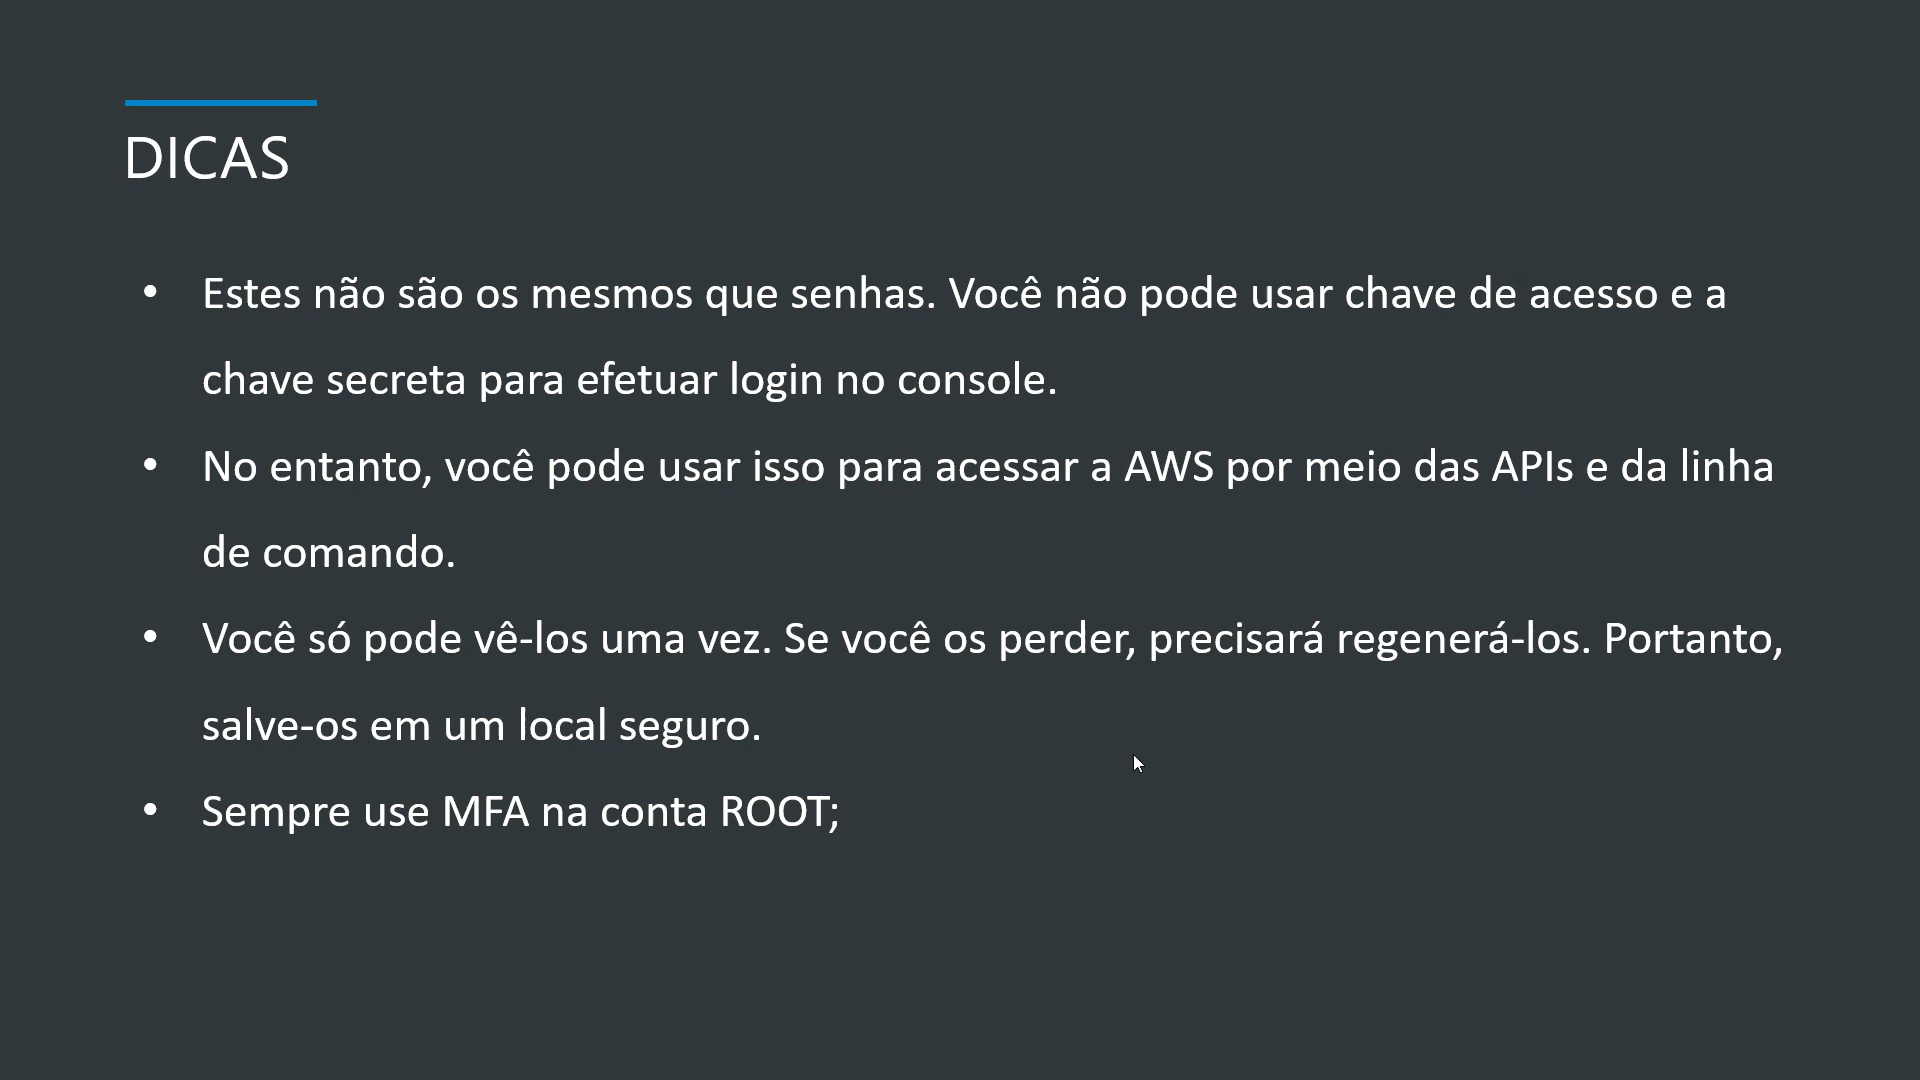 DICAS
• Estes não são os mesmos que senhas. Você não pode usar chave de acesso e a
chave secreta para efetuar login no console.
• No entanto, você pode usar isso para acessar a AWS por meio das APIs e da linha
de comando.
• Você só pode vê-los uma vez. Se você os perder, precisará regenerá-los. Portanto,
salve-os em um local seguro.
• Sempre use MFA na conta ROOT;